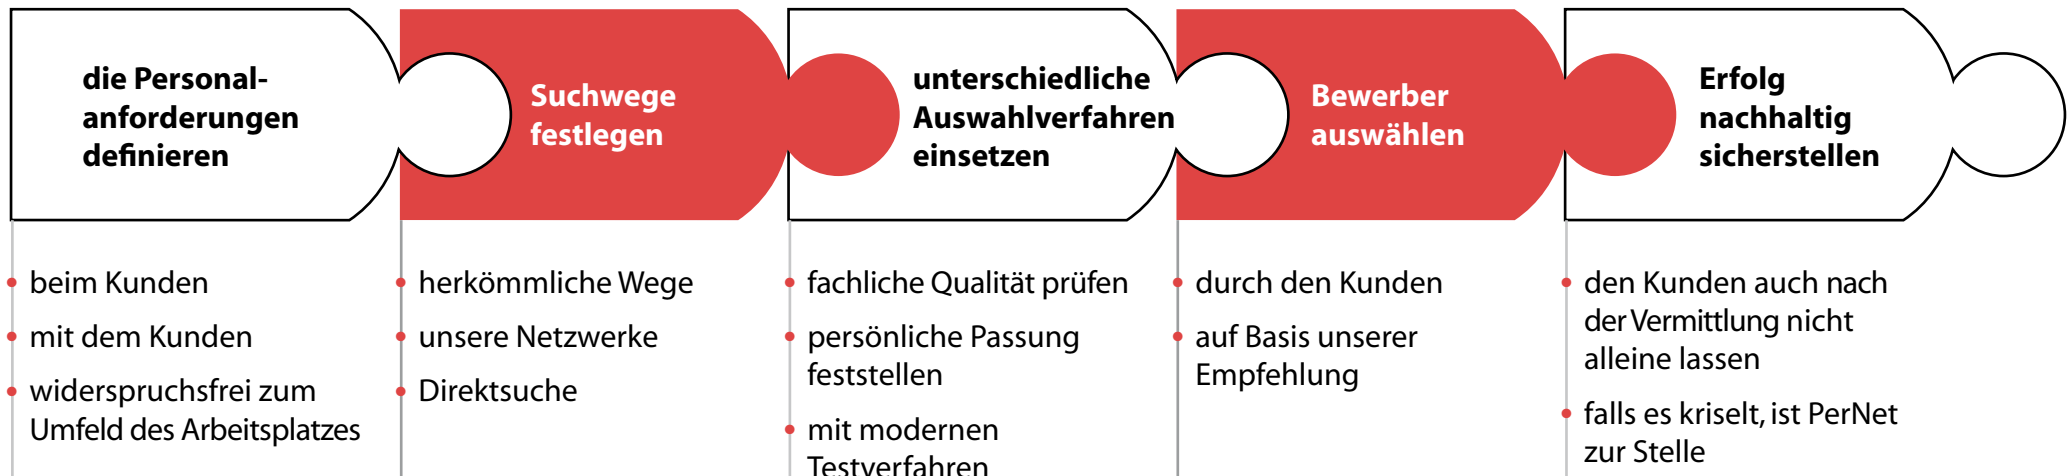 die Personal-
anforderungen
definieren
Suchwege
festlegen
unterschiedliche
Auswahlverfahren
einsetzen
Bewerber
auswählen
Erfolg
nachhaltig
sicherstellen
beim Kunden
mit dem Kunden
widerspruchsfrei zum
Umfeld des Arbeitsplatzes
herkömmliche Wege
unsere Netzwerke
Direktsuche
fachliche Qualität prüfen
persönliche Passung
feststellen
mit modernen
Testverfahren
durch den Kunden
auf Basis unserer
Empfehlung
den Kunden auch nach
der Vermittlung nicht
alleine lassen
falls es kriselt, ist PerNet
zur Stelle